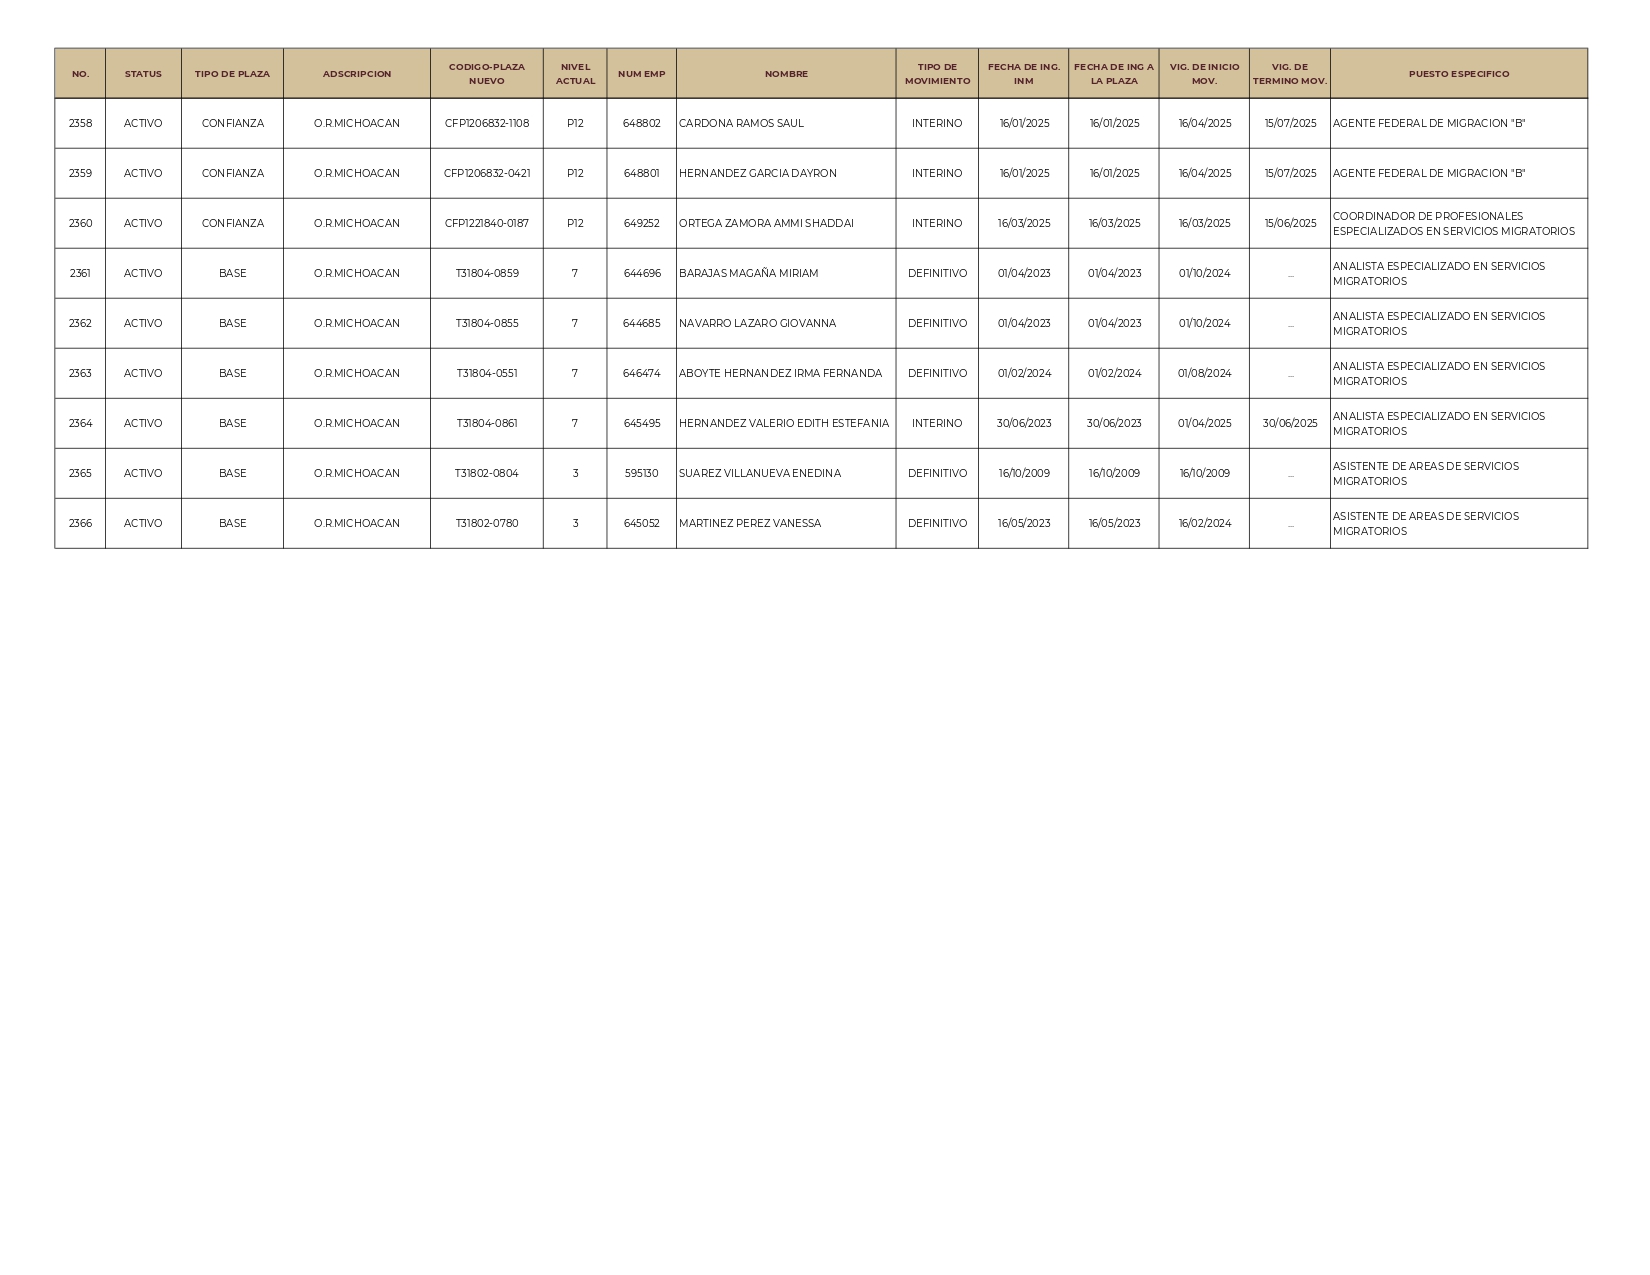 NO. STATUS TIPO DE PLAZA ADSCRIPCION CODIGO-PLAZA NUEVO NIVEL ACTUAL NUM EMP NOMBRE TIPO DE MOVIMIENTO FECHA DE ING. INM FECHA DE ING A LA PLAZA VIG. DE INICIO MOV. VIG. DE TERMINO MOV. PUESTO ESPECIFICO
2358 ACTIVO CONFIANZA O.R.MICHOACAN CFP1206832-1108 P12 648802 CARDONA RAMOS SAUL INTERINO 16/01/2025 16/01/2025 16/04/2025 15/07/2025 AGENTE FEDERAL DE MIGRACION "B"
2359 ACTIVO CONFIANZA O.R.MICHOACAN CFP1206832-0421 P12 648801 HERNANDEZ GARCIA DAYRON INTERINO 16/01/2025 16/01/2025 16/04/2025 15/07/2025 AGENTE FEDERAL DE MIGRACION "B"
2360 ACTIVO CONFIANZA O.R.MICHOACAN CFP1221840-0187 P12 649252 ORTEGA ZAMORA AMMI SHADDAI INTERINO 16/03/2025 16/03/2025 16/03/2025 15/06/2025 COORDINADOR DE PROFESIONALES ESPECIALIZADOS EN SERVICIOS MIGRATORIOS
2361 ACTIVO BASE O.R.MICHOACAN T31804-0859 7 644696 BARAJAS MAGAÑA MIRIAM DEFINITIVO 01/04/2023 01/04/2023 01/10/2024 ... ANALISTA ESPECIALIZADO EN SERVICIOS MIGRATORIOS
2362 ACTIVO BASE O.R.MICHOACAN T31804-0855 7 644685 NAVARRO LAZARO GIOVANNA DEFINITIVO 01/04/2023 01/04/2023 01/10/2024 ... ANALISTA ESPECIALIZADO EN SERVICIOS MIGRATORIOS
2363 ACTIVO BASE O.R.MICHOACAN T31804-0551 7 646474 ABOYTE HERNANDEZ IRMA FERNANDA DEFINITIVO 01/02/2024 01/02/2024 01/08/2024 ... ANALISTA ESPECIALIZADO EN SERVICIOS MIGRATORIOS
2364 ACTIVO BASE O.R.MICHOACAN T31804-0861 7 645495 HERNANDEZ VALERIO EDITH ESTEFANIA INTERINO 30/06/2023 30/06/2023 01/04/2025 30/06/2025 ANALISTA ESPECIALIZADO EN SERVICIOS MIGRATORIOS
2365 ACTIVO BASE O.R.MICHOACAN T31802-0804 3 595130 SUAREZ VILLANUEVA ENEDINA DEFINITIVO 16/10/2009 16/10/2009 16/10/2009 ... ASISTENTE DE AREAS DE SERVICIOS MIGRATORIOS
2366 ACTIVO BASE O.R.MICHOACAN T31802-0780 3 645052 MARTINEZ PEREZ VANESSA DEFINITIVO 16/05/2023 16/05/2023 16/02/2024 ... ASISTENTE DE AREAS DE SERVICIOS MIGRATORIOS